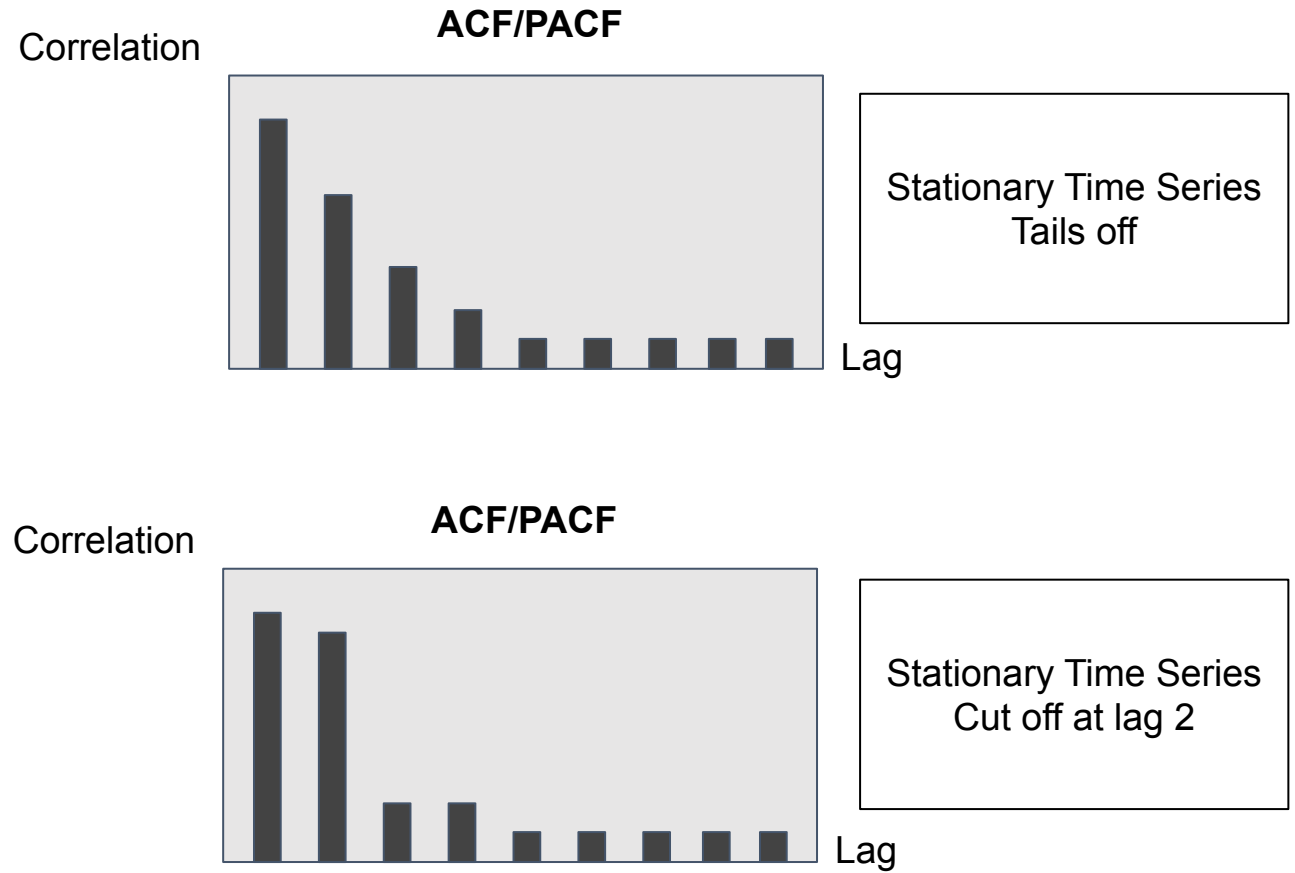 ACF/PACF
Correlation
Stationary Time Series
Tails off
Lag
ACF/PACF
Correlation
Stationary Time Series
Cut off at lag 2
Lag